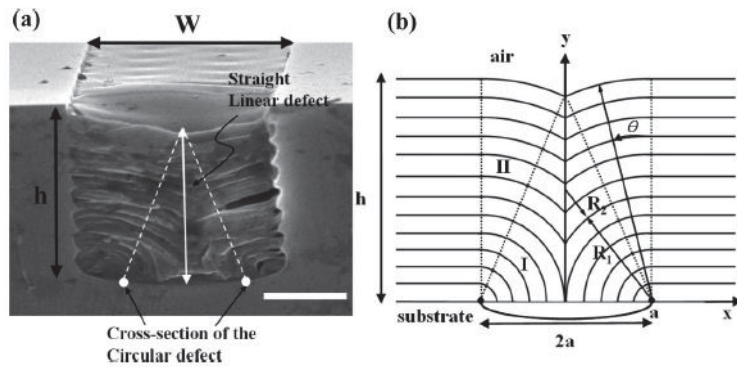 (a)
W
Straight
Linear defect
h
Cross-section of the
Circular defect
(b)
y
air
θ
h
II
R2
I
R1
substrate
a
x
2a